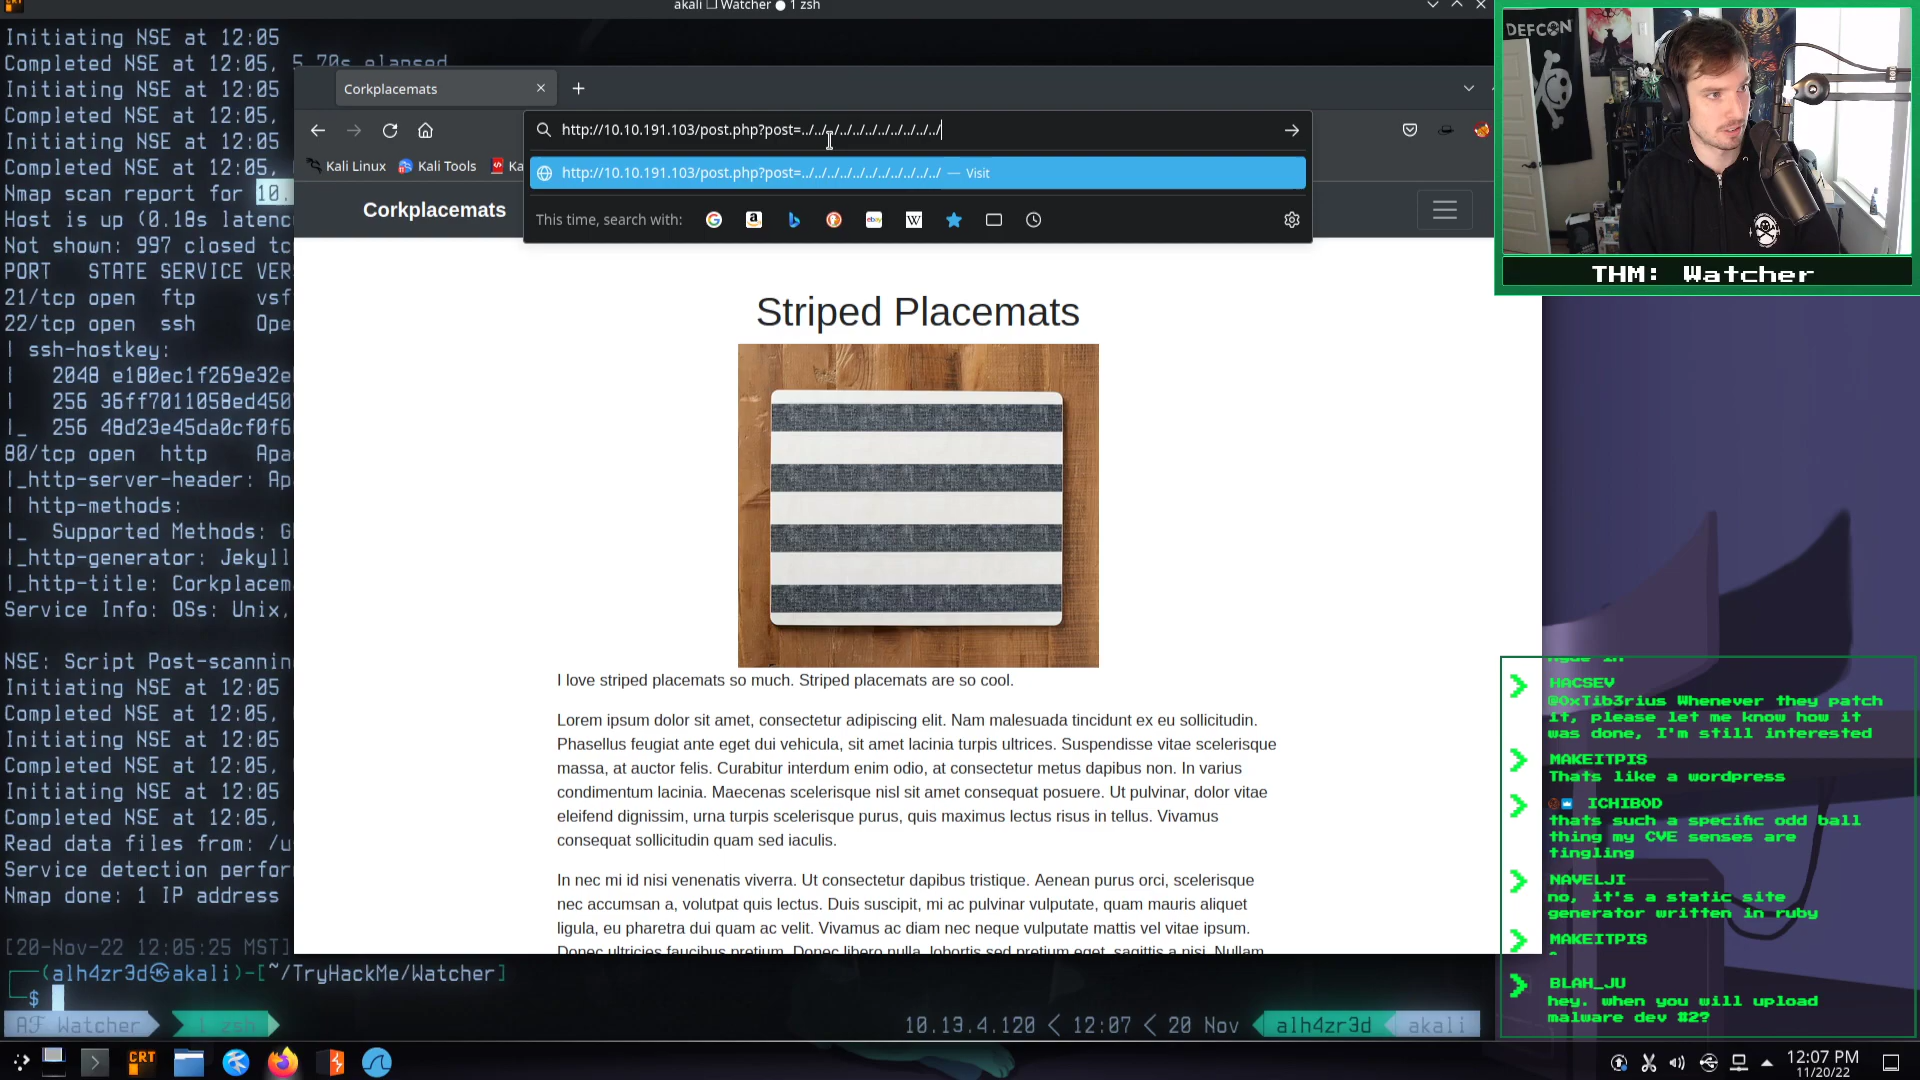 akali ☐ Watcher ● 1 zsh
Initiating NSE at 12:05
Completed NSE at 12:05, 5.70s elapsed
Initiating NSE at 12:05
Completed NSE at 12:05,
Initiating NSE at 12:05
Completed NSE at 12:05,
Nmap scan report for 10.
Host is up (0.18s latenc
Not shown: 997 closed tc
PORT STATE SERVICE VER
21/tcp open ftp vsf
22/tcp open ssh Ope
| ssh-hostkey:
| 2048 e180ec1f269e32e
| 256 36ff7011058ed450
|_ 256 48d23e45da0cf0f6
80/tcp open http Apa
|_http-server-header: Ap
| http-methods:
|_ Supported Methods: G
|_http-generator: Jekyll
|_http-title: Corkplacem
Service Info: OSs: Unix,
NSE: Script Post-scannin
Initiating NSE at 12:05
Completed NSE at 12:05,
Initiating NSE at 12:05
Completed NSE at 12:05,
Initiating NSE at 12:05
Completed NSE at 12:05,
Read data files from: /u
Service detection perfor
Nmap done: 1 IP address
[20-Nov-22 12:05:25 MST]
(alh4zr3d㉿akali)-[~/TryHackMe/Watcher]
$
Watcher 1 zsh
10.13.4.120 < 12:07 < 20 Nov alh4zr3d akali
Corkplacemats
http://10.10.191.103/post.php?post=../../../../../../../../../../../
http://10.10.191.103/post.php?post=../../../../../../../../../../../ — Visit
This time, search with:
Kali Linux Kali Tools Ka
Corkplacemats
Striped Placemats
I love striped placemats so much. Striped placemats are so cool.
Lorem ipsum dolor sit amet, consectetur adipiscing elit. Nam malesuada tincidunt ex eu sollicitudin.
Phasellus feugiat ante eget dui vehicula, sit amet lacinia turpis ultrices. Suspendisse vitae scelerisque
massa, at auctor felis. Curabitur interdum enim odio, at consectetur metus dapibus non. In varius
condimentum lacinia. Maecenas scelerisque nisl sit amet consequat posuere. Ut pulvinar, dolor vitae
eleifend dignissim, urna turpis scelerisque purus, quis maximus lectus risus in tellus. Vivamus
consequat sollicitudin quam sed iaculis.
In nec mi id nisi venenatis viverra. Ut consectetur dapibus tristique. Aenean purus orci, scelerisque
nec accumsan a, volutpat quis lectus. Duis suscipit, mi ac pulvinar vulputate, quam mauris aliquet
ligula, eu pharetra dui quam ac velit. Vivamus ac diam nec neque vulputate mattis vel vitae ipsum.
Donec ultricies faucibus pretium. Donec libero nulla, lobortis sed pretium eget, sagittis a nisi. Nullam
DEFCON
THM: Watcher
HACSEV
@0xTib3rius Whenever they patch
it, please let me know how it
was done, I'm still interested
MAKEITPIS
Thats like a wordpress
ICHIBOD
thats such a specific odd ball
thing my CVE senses are
tingling
NAVELJI
no, it's a static site
generator written in ruby
MAKEITPIS
BLAH_JU
hey. when you will upload
malware dev #2?
CRT
12:07 PM
11/20/22